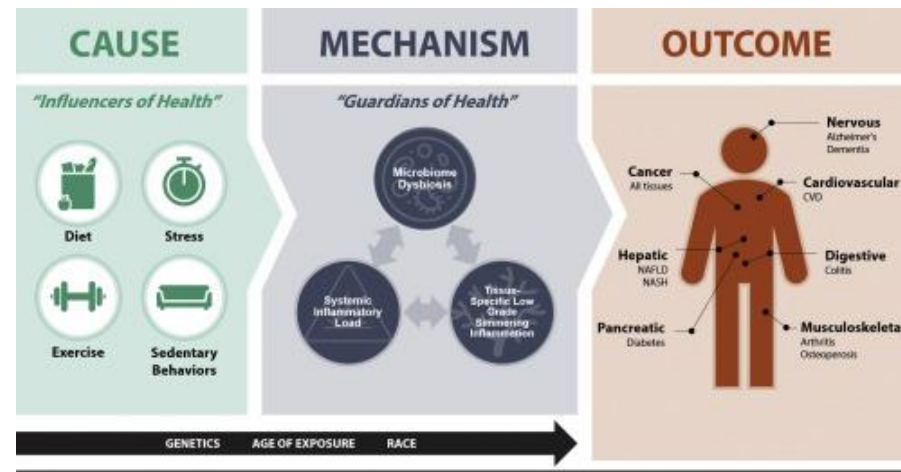 CAUSE
MECHANISM
OUTCOME
"Influencers of Health"
Diet
Stress
Exercise
Sedentary
Behaviors
"Guardians of Health"
Microbiome
Dysbiosis
Systemic
Inflammatory
Load
Tissue-
Specific Low
Grade
Simmering
Inflammation
Nervous
Alzheimer's
Dementia
Cancer
All tissues
Cardiovascular
CVD
Hepatic
NAFLD
NASH
Digestive
Colitis
Pancreatic
Diabetes
Musculoskeleta
Arthritis
Osteoperosis
GENETICS AGE OF EXPOSURE RACE